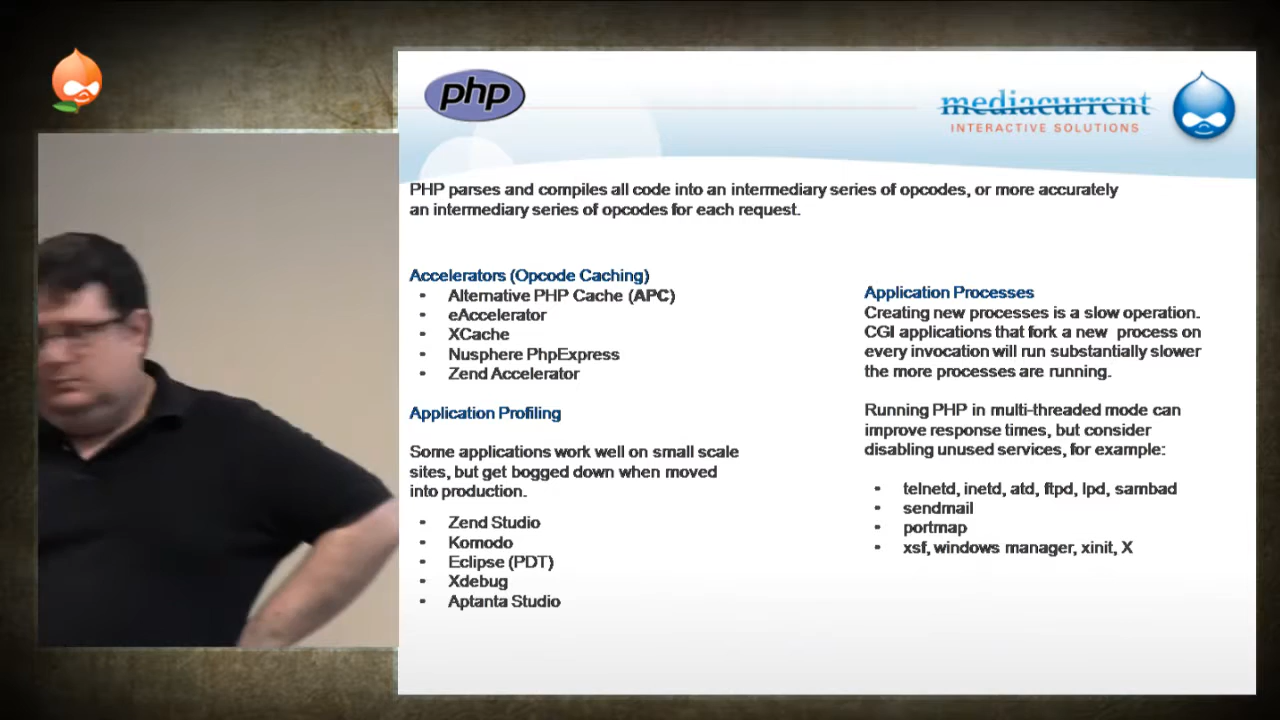 php
mediacurrent
INTERACTIVE SOLUTIONS
PHP parses and compiles all code into an intermediary series of opcodes, or more accurately
an intermediary series of opcodes for each request.
Accelerators (Opcode Caching)
• Alternative PHP Cache (APC)
• eAccelerator
• XCache
• Nusphere PhpExpress
• Zend Accelerator
Application Profiling
Some applications work well on small scale
sites, but get bogged down when moved
into production.
• Zend Studio
• Komodo
• Eclipse (PDT)
• Xdebug
• Aptanta Studio
Application Processes
Creating new processes is a slow operation.
CGI applications that fork a new process on
every invocation will run substantially slower
the more processes are running.
Running PHP in multi-threaded mode can
improve response times, but consider
disabling unused services, for example:
• telnetd, inetd, atd, ftpd, lpd, sambad
• sendmail
• portmap
• xsf, windows manager, xinit, X